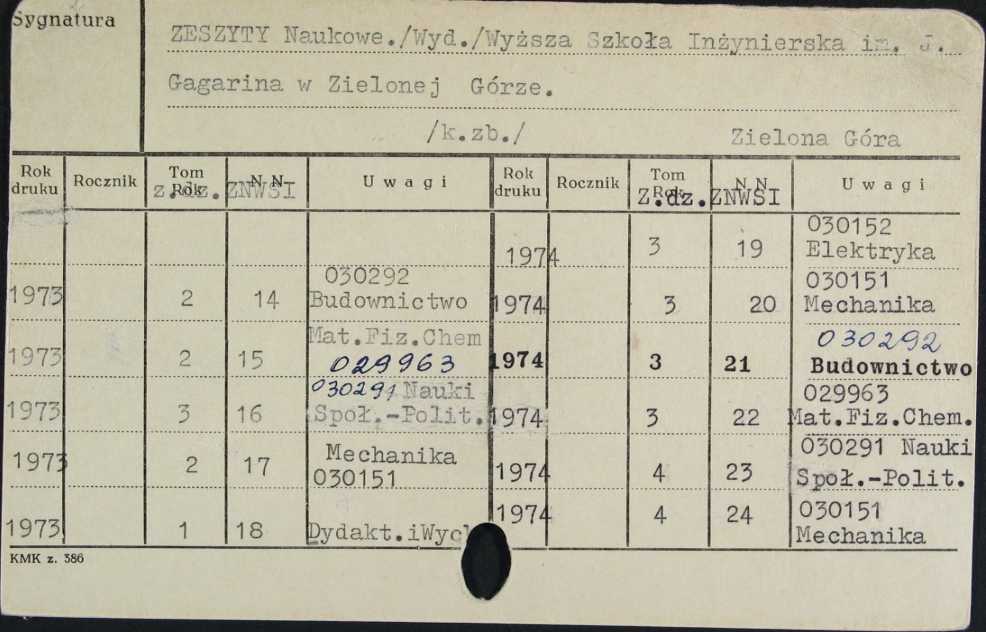 Sygnatura
ZESZYTY Naukowe./Wyd./Wyższa Szkoła Inżynierska im. J.
Gagarina w Zielonej Górze.
/k.zb./ Zielona Góra
Rok druku Rocznik Tom Rok z.dz. N N ZNWSI Uwagi Rok druku Rocznik Tom Rok Z.dz. N N ZNWSI Uwagi
1974 3 19 030152 Elektryka
1973 2 14 030292 Budownictwo 1974 3 20 030151 Mechanika
1973 2 15 Mat.Fiz.Chem 029963 1974 3 21 030292 Budownictwo
1973 3 16 030291 Nauki Społ.-Polit. 1974 3 22 029963 Mat.Fiz.Chem.
1973 2 17 Mechanika 030151 1974 4 23 030291 Nauki Społ.-Polit.
1973 1 18 Dydakt.iWych 1974 4 24 030151 Mechanika
KMK z. 386